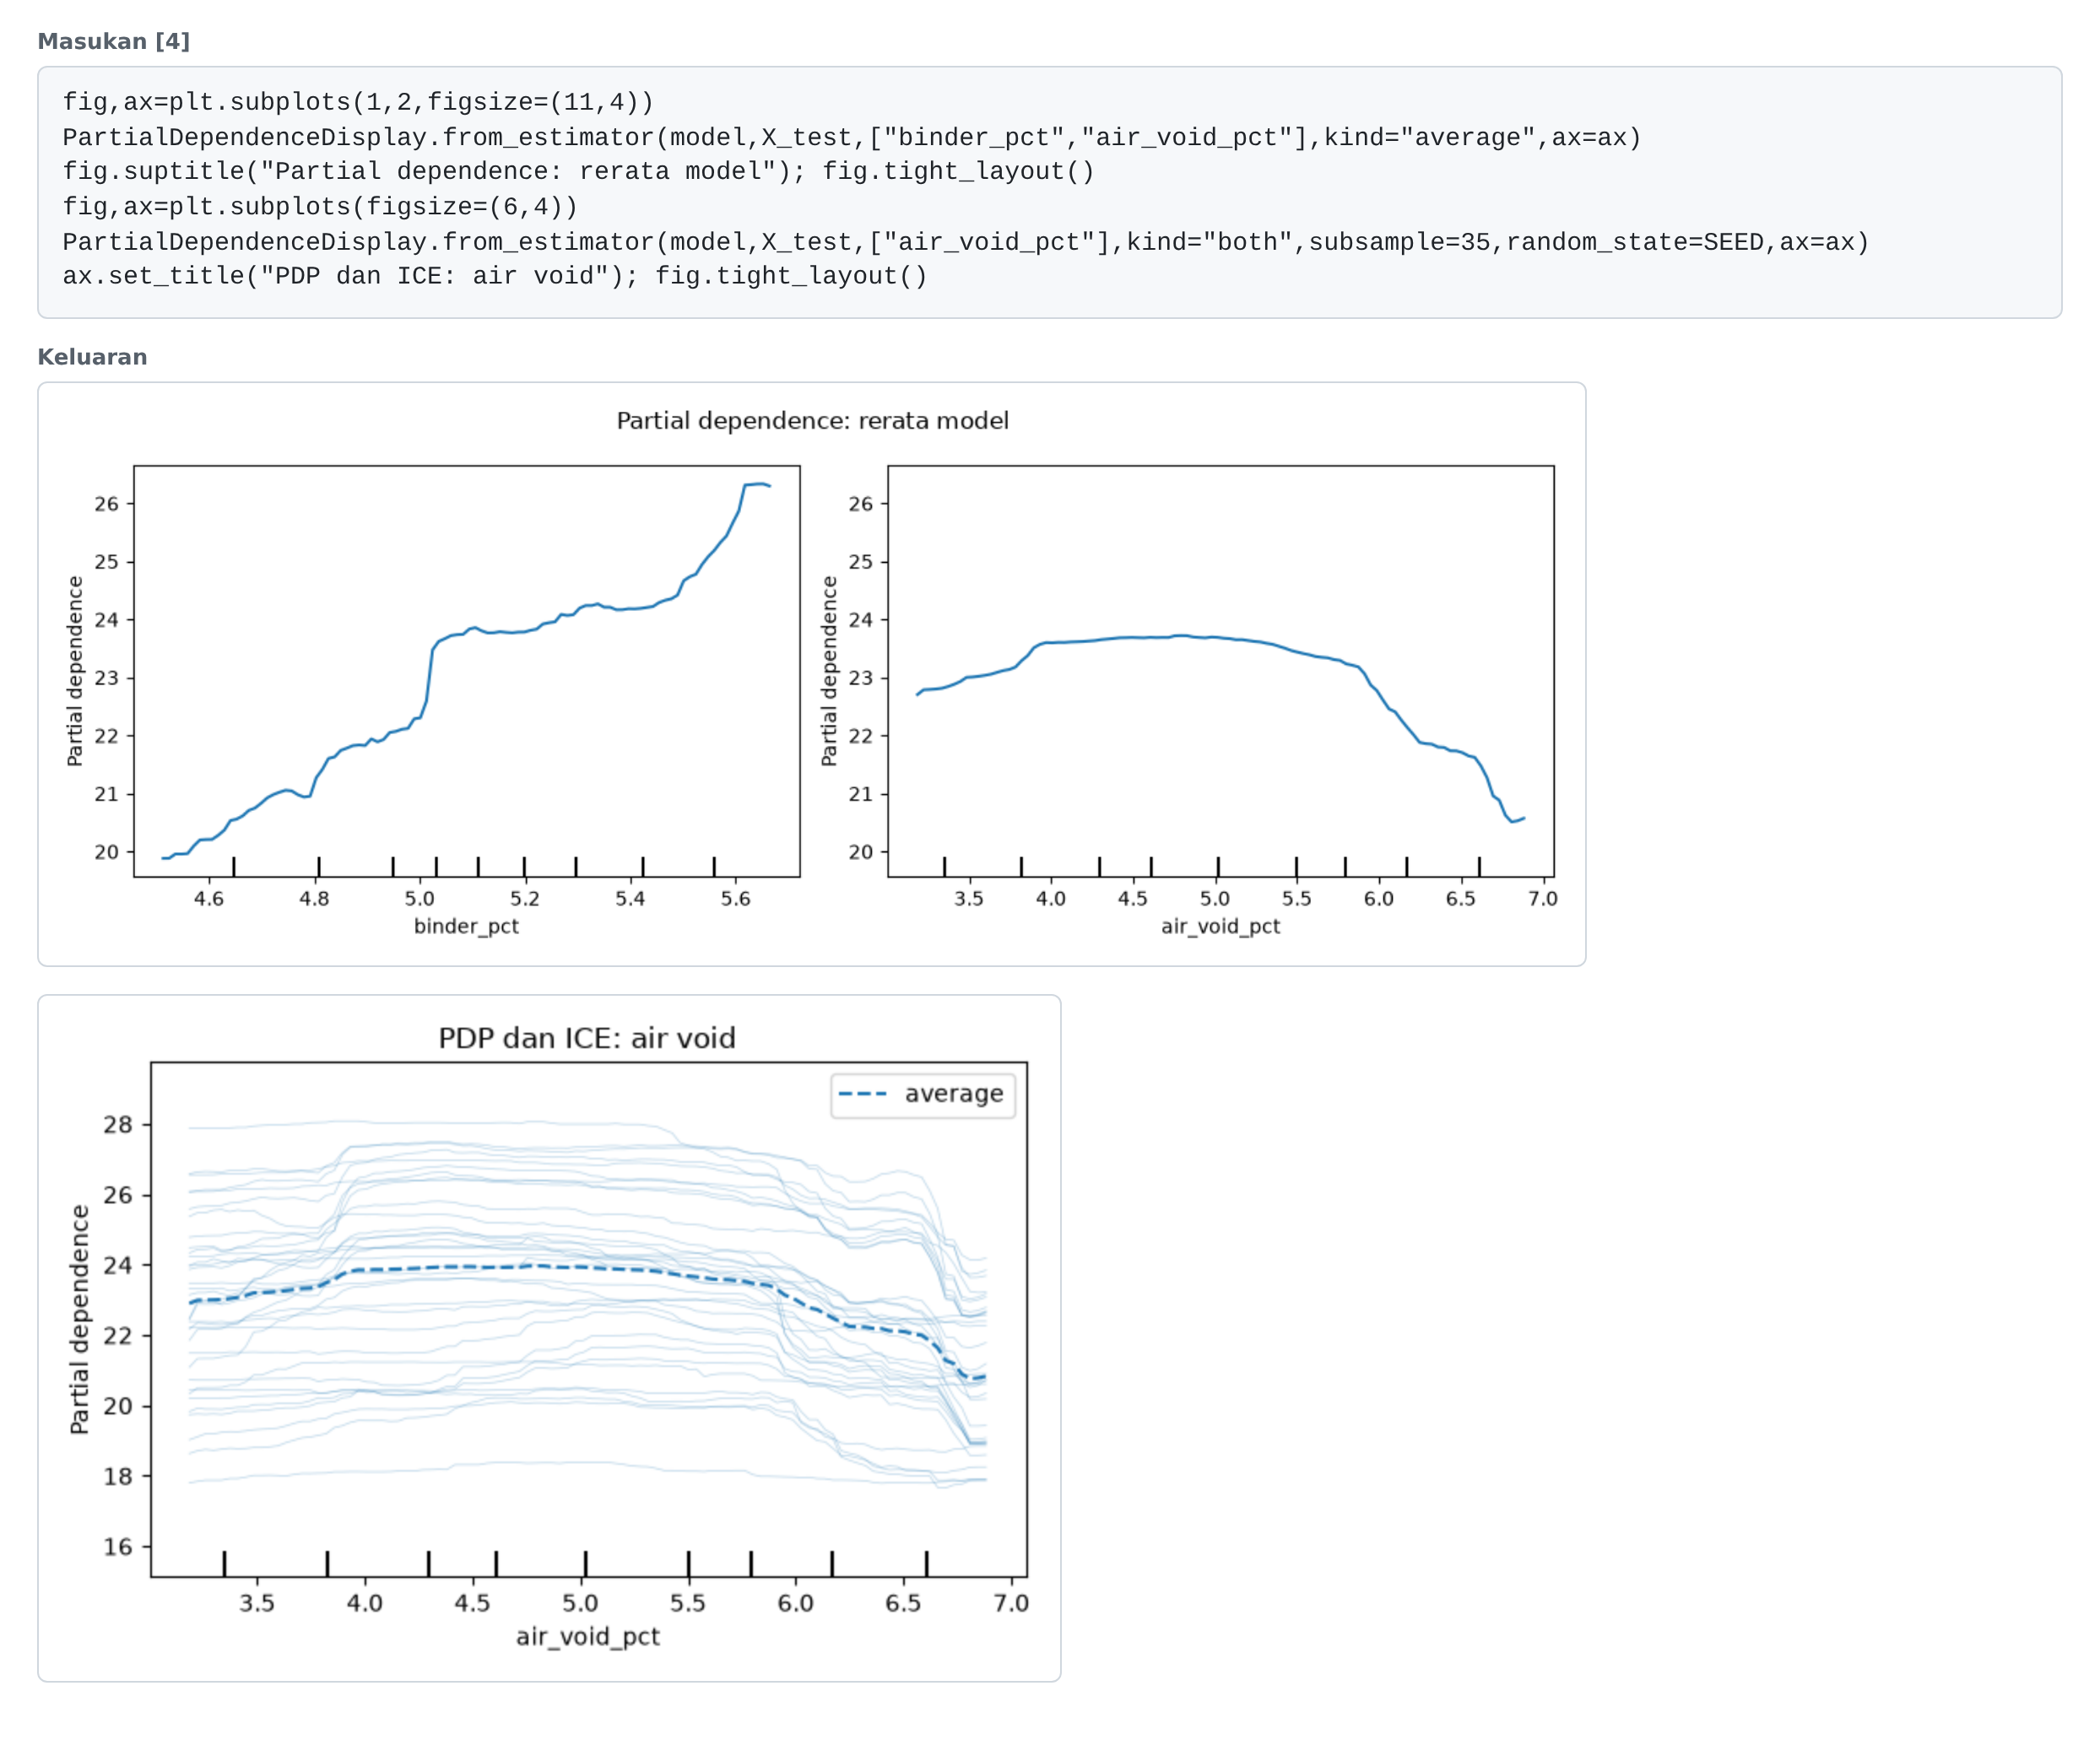 Masukan [4]
fig,ax=plt.subplots(1,2,figsize=(11,4))
PartialDependenceDisplay.from_estimator(model,X_test,["binder_pct","air_void_pct"],kind="average",ax=ax)
fig.suptitle("Partial dependence: rerata model"); fig.tight_layout()
fig,ax=plt.subplots(figsize=(6,4))
PartialDependenceDisplay.from_estimator(model,X_test,["air_void_pct"],kind="both",subsample=35,random_state=SEED,ax=ax)
ax.set_title("PDP dan ICE: air void"); fig.tight_layout()
Keluaran
Partial dependence: rerata model
Partial dependence
26
25
24
23
22
21
20
4.6 4.8 5.0 5.2 5.4 5.6
binder_pct
Partial dependence
26
25
24
23
22
21
20
3.5 4.0 4.5 5.0 5.5 6.0 6.5 7.0
air_void_pct
PDP dan ICE: air void
average
Partial dependence
28
26
24
22
20
18
16
3.5 4.0 4.5 5.0 5.5 6.0 6.5 7.0
air_void_pct